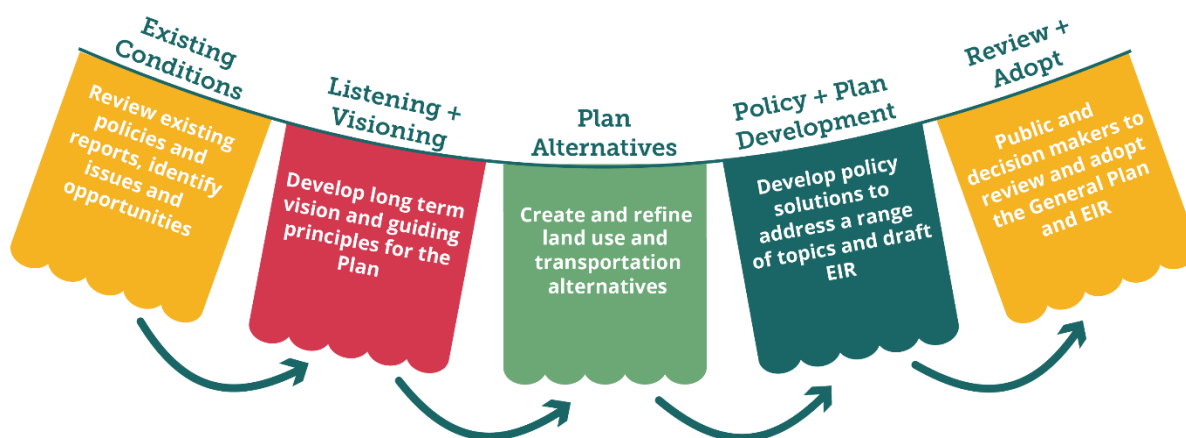 Existing
Conditions
Review existing
policies and
reports, identify
issues and
opportunities
Listening +
Visioning
Develop long term
vision and guiding
principles for the
Plan
Plan
Alternatives
Create and refine
land use and
transportation
alternatives
Policy + Plan
Development
Develop policy
solutions to
address a range
of topics and draft
EIR
Review +
Adopt
Public and
decision makers to
review and adopt
the General Plan
and EIR